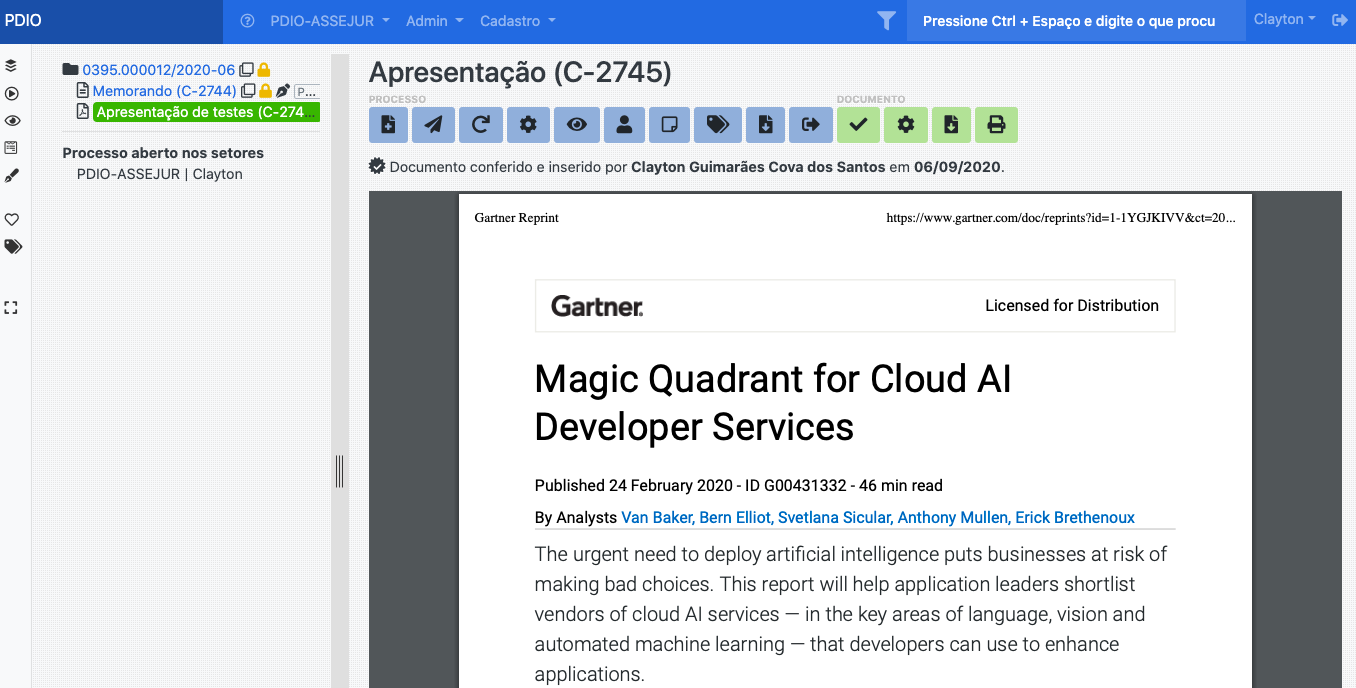 PDIO
PDIO-ASSEJUR
Admin
Cadastro
Pressione Ctrl + Espaço e digite o que procu
Clayton
0395.000012/2020-06
Memorando (C-2744)
P...
Apresentação de testes (C-274...
Processo aberto nos setores
PDIO-ASSEJUR | Clayton
Apresentação (C-2745)
PROCESSO
DOCUMENTO
Documento conferido e inserido por Clayton Guimarães Cova dos Santos em 06/09/2020.
Gartner Reprint
https://www.gartner.com/doc/reprints?id=1-1YGJKIVV&ct=20...
Gartner.
Licensed for Distribution
Magic Quadrant for Cloud AI
Developer Services
Published 24 February 2020 - ID G00431332 - 46 min read
By Analysts Van Baker, Bern Elliot, Svetlana Sicular, Anthony Mullen, Erick Brethenoux
The urgent need to deploy artificial intelligence puts businesses at risk of
making bad choices. This report will help application leaders shortlist
vendors of cloud AI services — in the key areas of language, vision and
automated machine learning — that developers can use to enhance
applications.